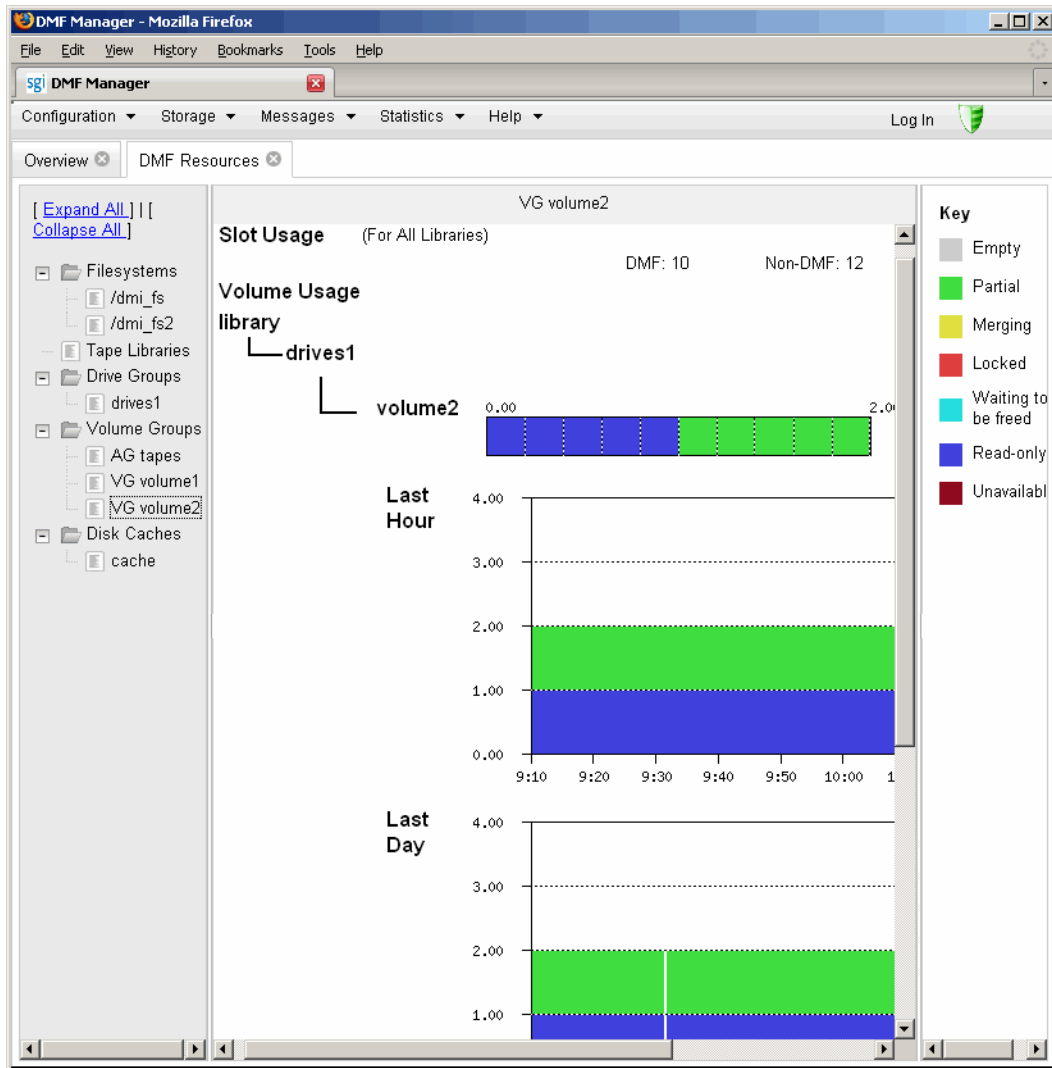 DMF Manager - Mozilla Firefox
File Edit View History Bookmarks Tools Help
sgi DMF Manager
Configuration Storage Messages Statistics Help Log In
Overview DMF Resources
[ Expand All ] | [
Collapse All ]
Filesystems
/dmi_fs
/dmi_fs2
Tape Libraries
Drive Groups
drives1
Volume Groups
AG tapes
VG volume1
VG volume2
Disk Caches
cache
VG volume2
Slot Usage (For All Libraries)
DMF: 10 Non-DMF: 12
Volume Usage
library
drives1
volume2 0.00 2.0
Last
Hour
4.00
3.00
2.00
1.00
0.00
9:10 9:20 9:30 9:40 9:50 10:00 1
Last
Day
4.00
3.00
2.00
1.00
Key
Empty
Partial
Merging
Locked
Waiting to
be freed
Read-only
Unavailabl